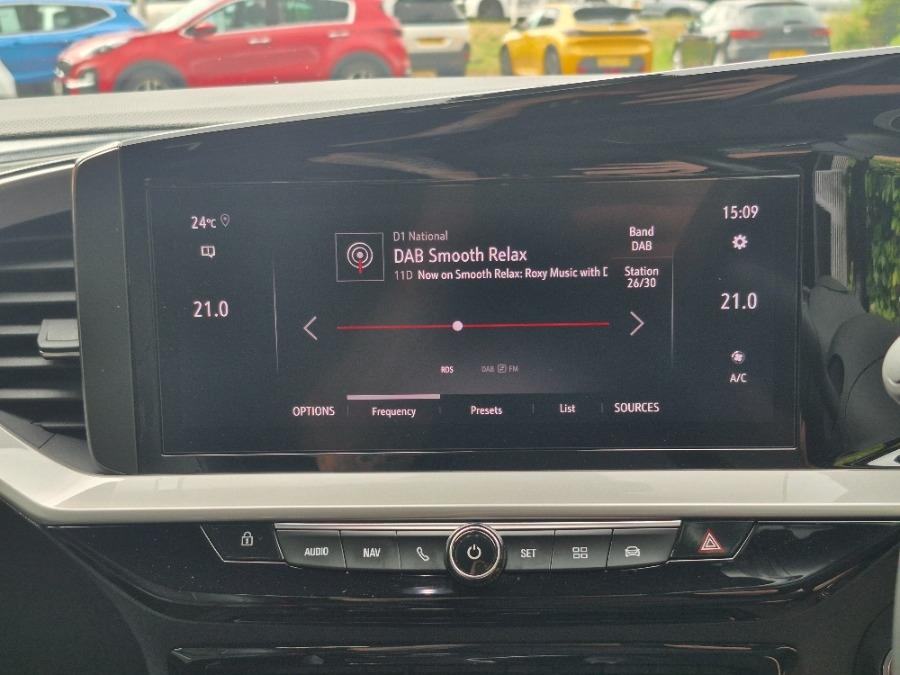 24°C
21.0
D1 National
DAB Smooth Relax
11D Now on Smooth Relax: Roxy Music with D
Band
DAB
Station
26/30
15:09
21.0
A/C
RDS DAB FM
OPTIONS Frequency Presets List SOURCES
AUDIO NAV SET